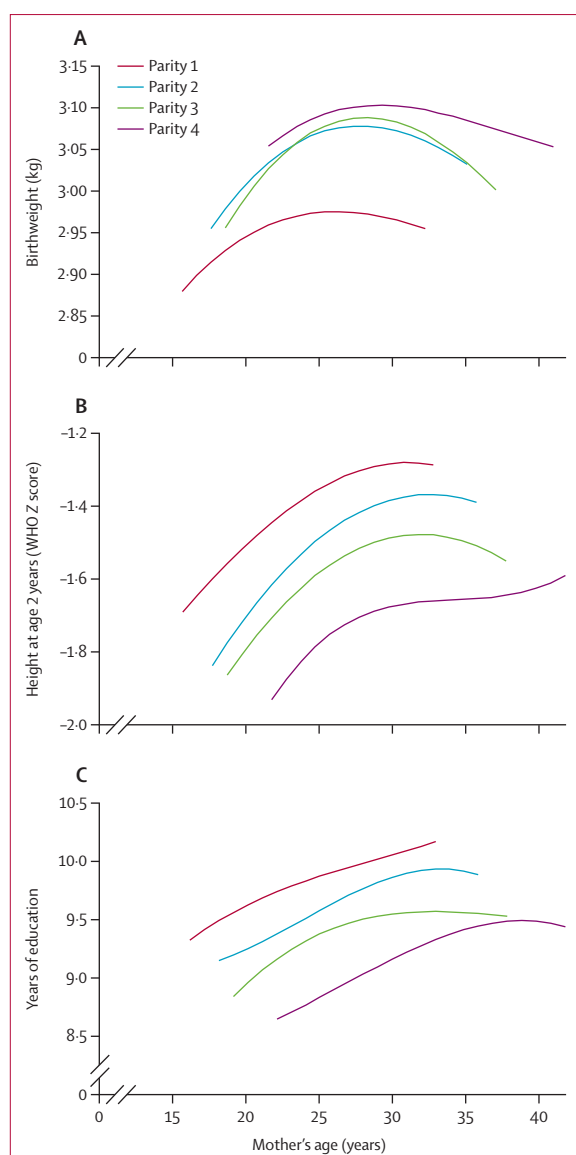 A
3·15
Parity 1
Parity 2
3·10
Parity 3
Parity 4
3·05
3·00
2·95
2·90
2·85
0
Birthweight (kg)
B
–1·2
–1·4
–1·6
–1·8
–2·0
Height at age 2 years (WHO Z score)
C
10·5
10·0
9·5
9·0
8·5
0
Years of education
0 15 20 25 30 35 40
Mother's age (years)